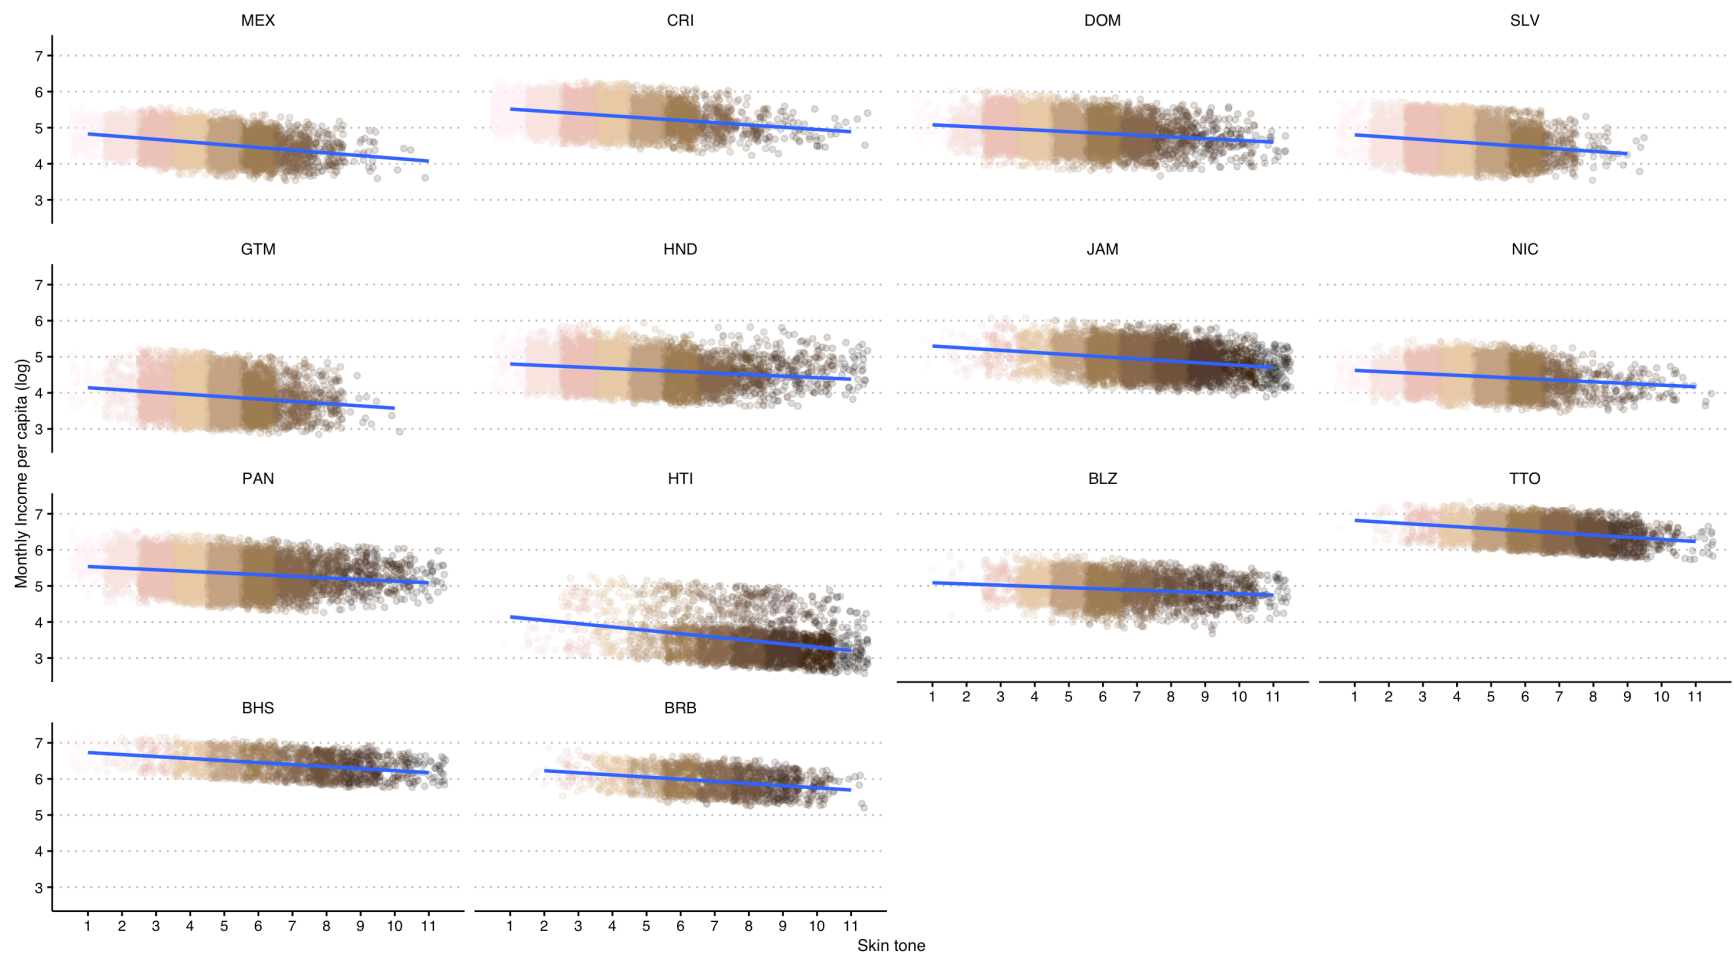 MEX CRI DOM SLV
7
6
5
4
3
GTM HND JAM NIC
7
6
5
4
3
Monthly Income per capita (log)
PAN HTI BLZ TTO
7
6
5
4
3
1 2 3 4 5 6 7 8 9 10 11 1 2 3 4 5 6 7 8 9 10 11
BHS BRB
7
6
5
4
3
1 2 3 4 5 6 7 8 9 10 11 1 2 3 4 5 6 7 8 9 10 11
Skin tone